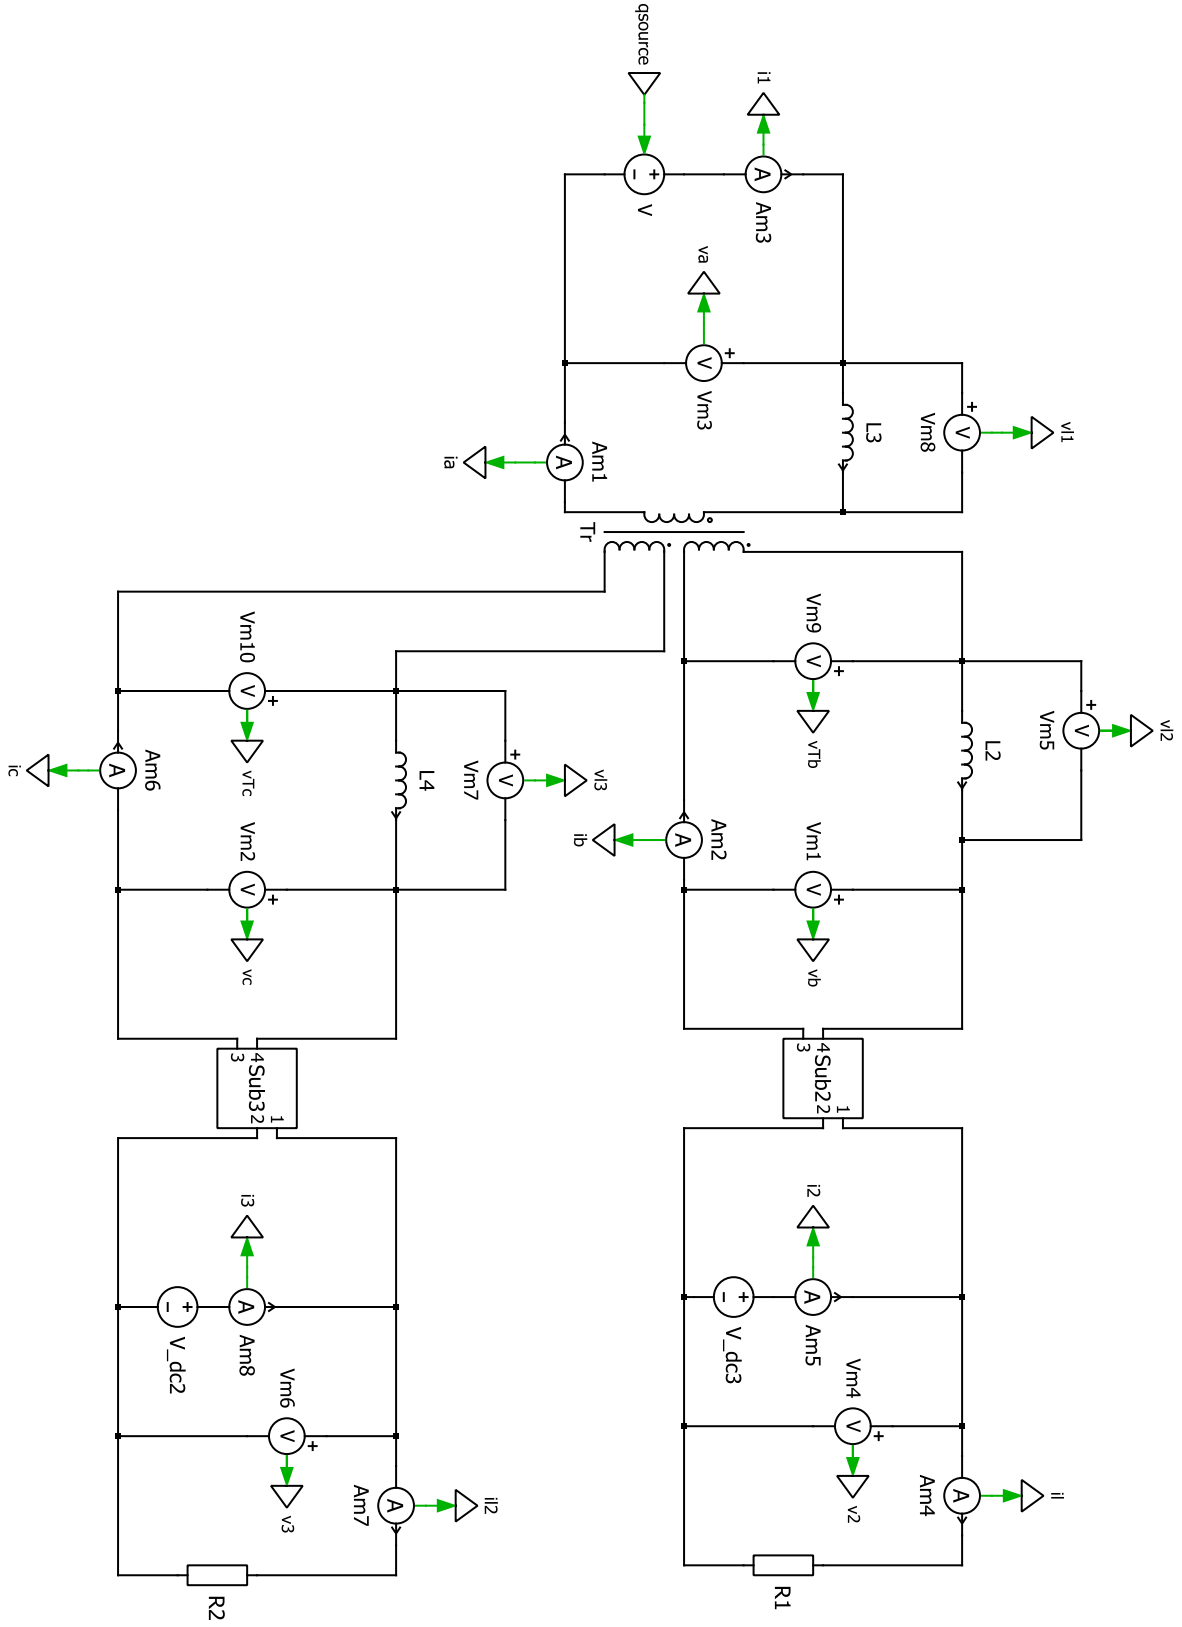 vl2
vl1
il
V
Vm5
L2
V
Vm8
A
Am4
L3
V
Vm4
v2
1
4
Sub2
2
3
Vm9
V
vTb
Vm1
V
vb
i2
A
Am5
R1
i1
A
Am3
V_dc3
Am2
A
ib
va
V
Vm3
qsource
V
Am1
A
ia
Tr
vl3
V
Vm7
il2
A
Am7
L4
Vm6
V
v3
1
4
Sub3
2
3
Vm10
V
vTc
Vm2
V
vc
i3
A
Am8
R2
V_dc2
Am6
A
ic